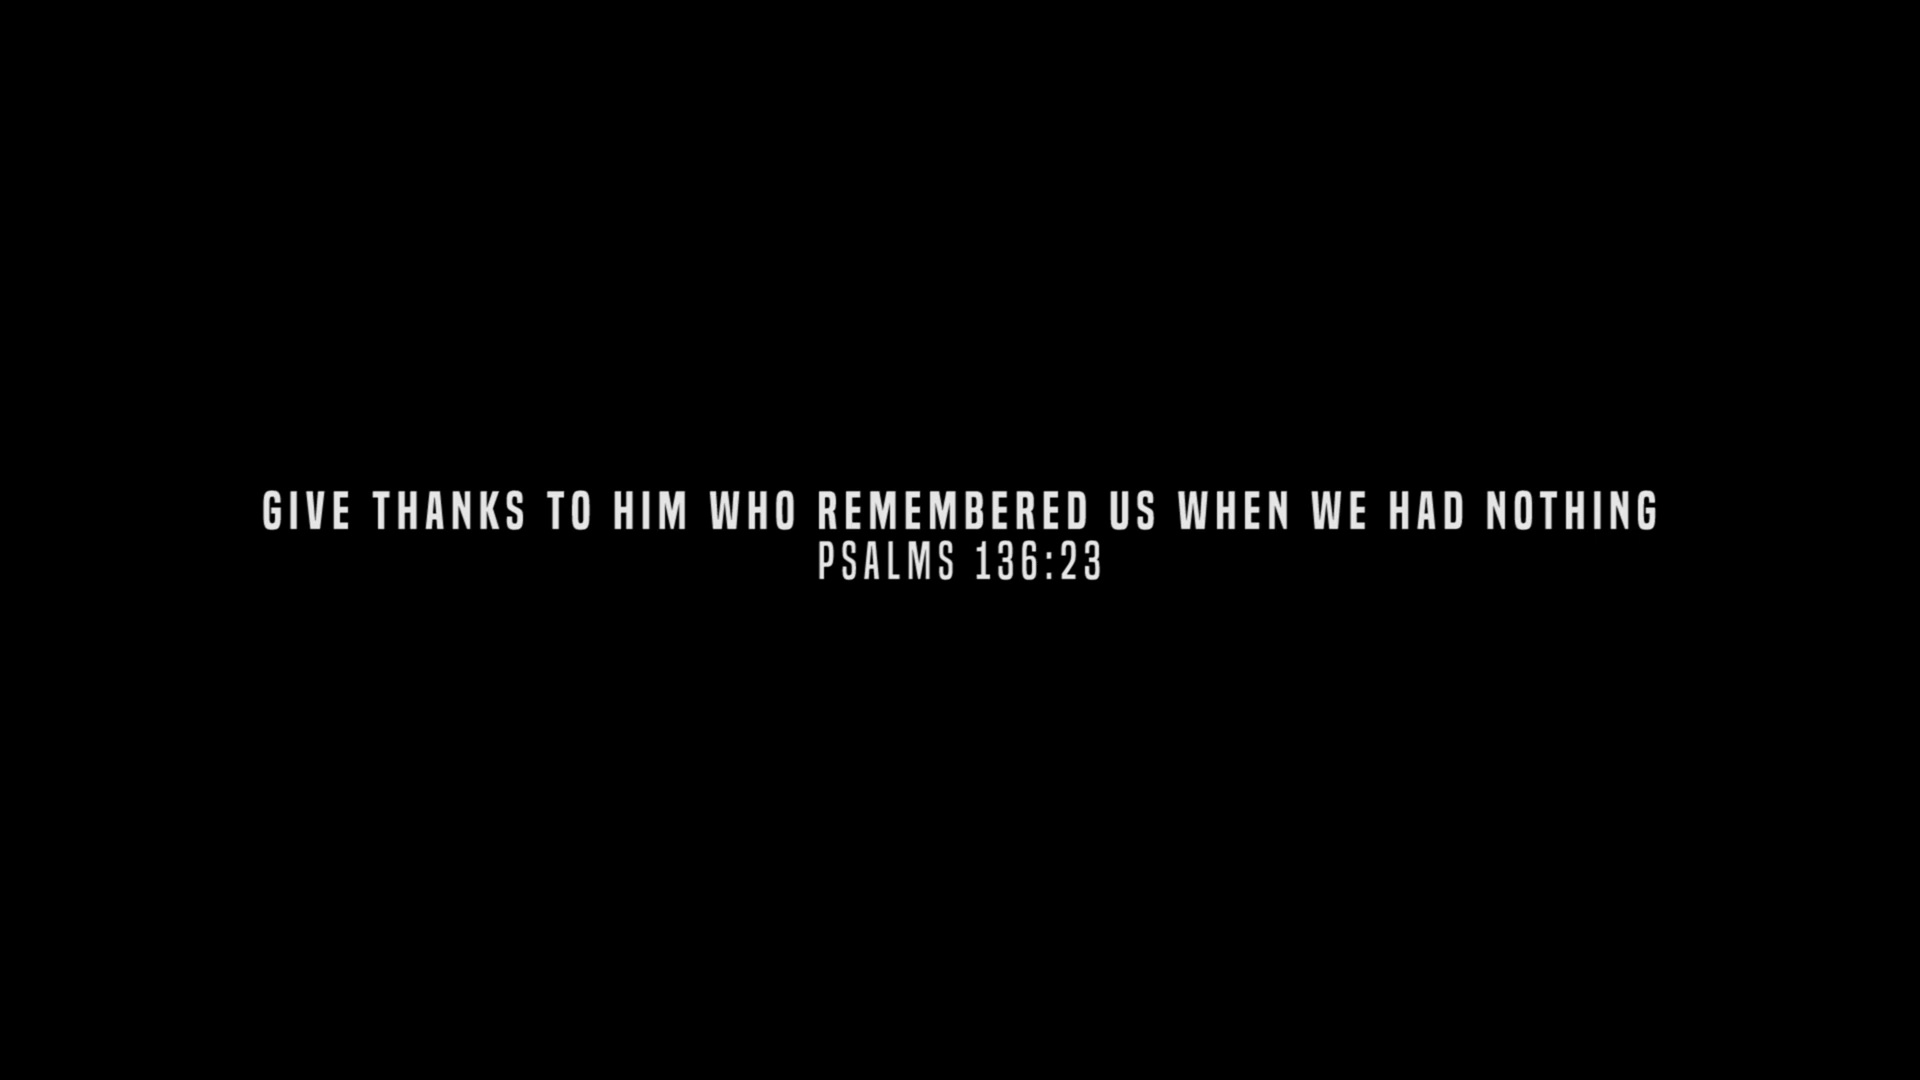 GIVE THANKS TO HIM WHO REMEMBERED US WHEN WE HAD NOTHING
PSALMS 136:23